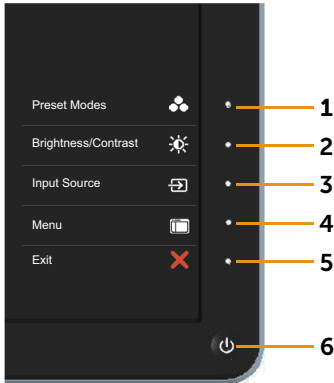 Preset Modes
1
Brightness/Contrast
2
Input Source
3
Menu
4
Exit
5
6